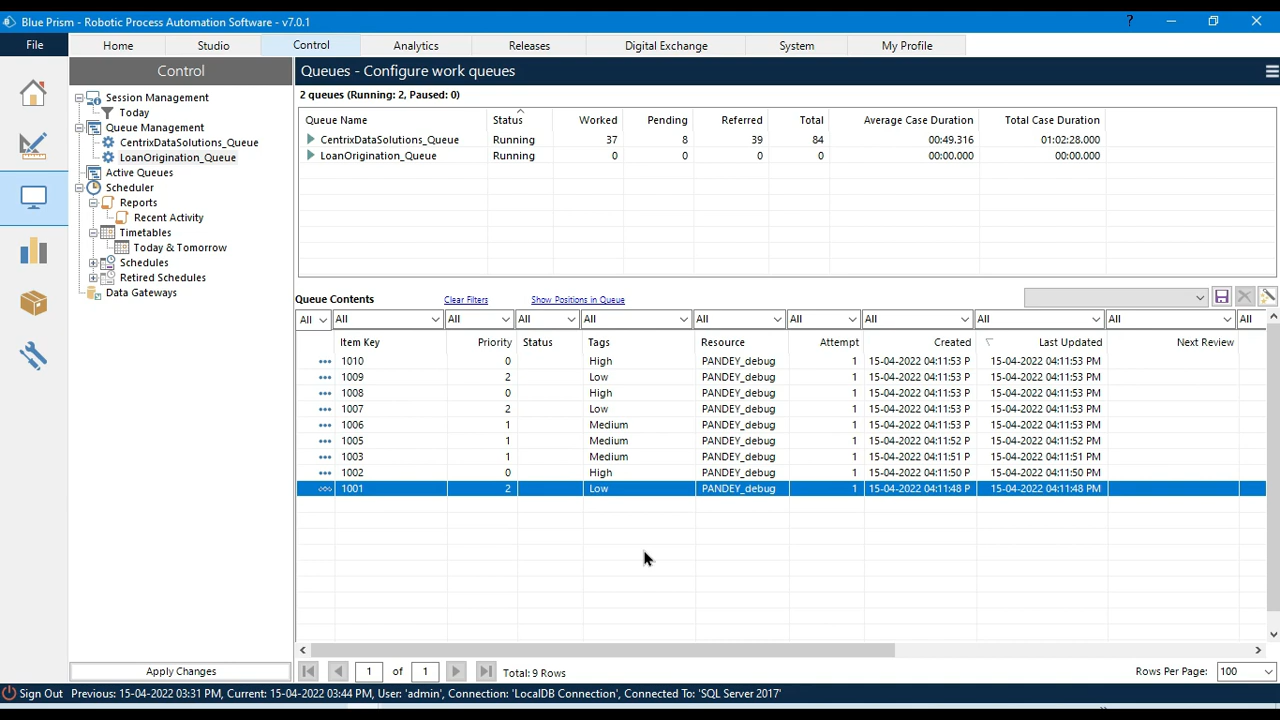 Blue Prism - Robotic Process Automation Software - v7.0.1 ?
File Home Studio Control Analytics Releases Digital Exchange System My Profile
Control
Session Management
Today
Queue Management
CentrixDataSolutions_Queue
LoanOrigination_Queue
Active Queues
Scheduler
Reports
Recent Activity
Timetables
Today & Tomorrow
Schedules
Retired Schedules
Data Gateways
Apply Changes
Queues - Configure work queues
2 queues (Running: 2, Paused: 0)
Queue Name Status Worked Pending Referred Total Average Case Duration Total Case Duration
CentrixDataSolutions_Queue Running 37 8 39 84 00:49.316 01:02:28.000
LoanOrigination_Queue Running 0 0 0 0 00:00.000 00:00.000
Queue Contents Clear Filters Show Positions in Queue
All All All All All All All All All All All
Item Key Priority Status Tags Resource Attempt Created Last Updated Next Review
1010 0 High PANDEY_debug 1 15-04-2022 04:11:53 P 15-04-2022 04:11:53 PM
1009 2 Low PANDEY_debug 1 15-04-2022 04:11:53 P 15-04-2022 04:11:53 PM
1008 0 High PANDEY_debug 1 15-04-2022 04:11:53 P 15-04-2022 04:11:53 PM
1007 2 Low PANDEY_debug 1 15-04-2022 04:11:53 P 15-04-2022 04:11:53 PM
1006 1 Medium PANDEY_debug 1 15-04-2022 04:11:53 P 15-04-2022 04:11:53 PM
1005 1 Medium PANDEY_debug 1 15-04-2022 04:11:52 P 15-04-2022 04:11:52 PM
1003 1 Medium PANDEY_debug 1 15-04-2022 04:11:51 P 15-04-2022 04:11:51 PM
1002 0 High PANDEY_debug 1 15-04-2022 04:11:50 P 15-04-2022 04:11:50 PM
1001 2 Low PANDEY_debug 1 15-04-2022 04:11:48 P 15-04-2022 04:11:48 PM
1 of 1 Total: 9 Rows Rows Per Page: 100
Sign Out Previous: 15-04-2022 03:31 PM, Current: 15-04-2022 03:44 PM, User: 'admin', Connection: 'LocalDB Connection', Connected To: 'SQL Server 2017'